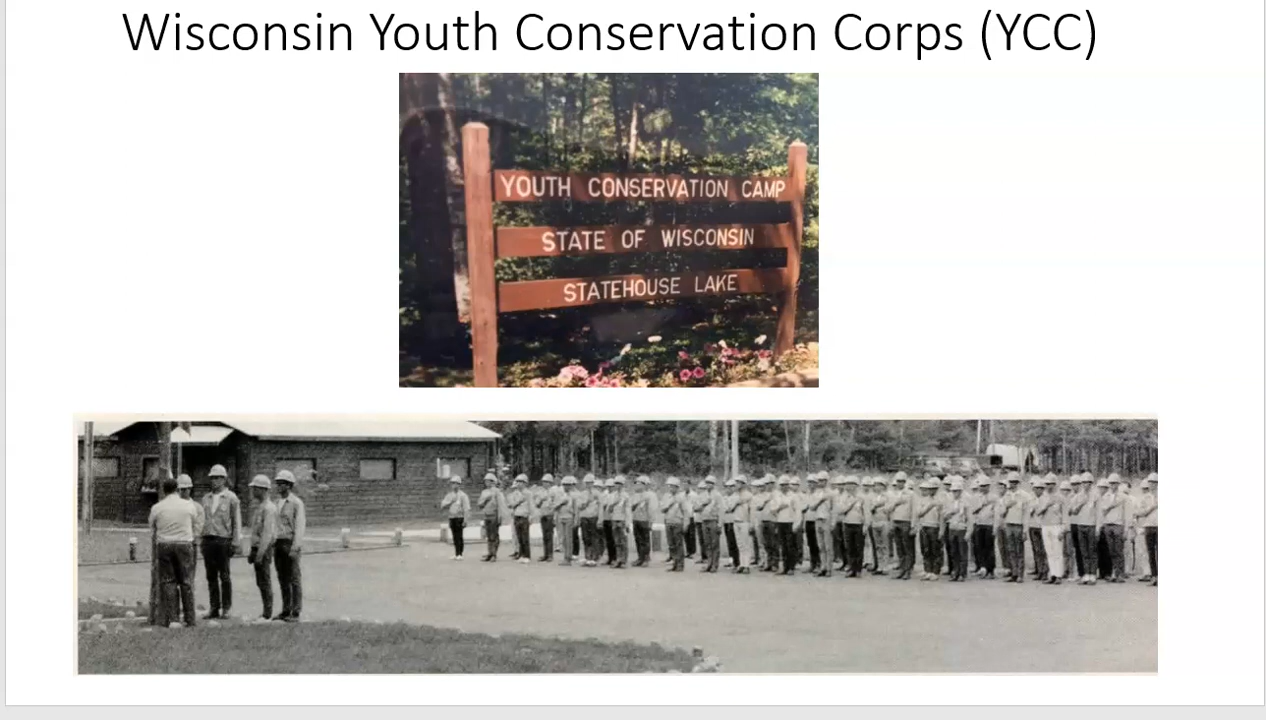 Wisconsin Youth Conservation Corps (YCC)
YOUTH CONSERVATION CAMP
STATE OF WISCONSIN
STATEHOUSE LAKE